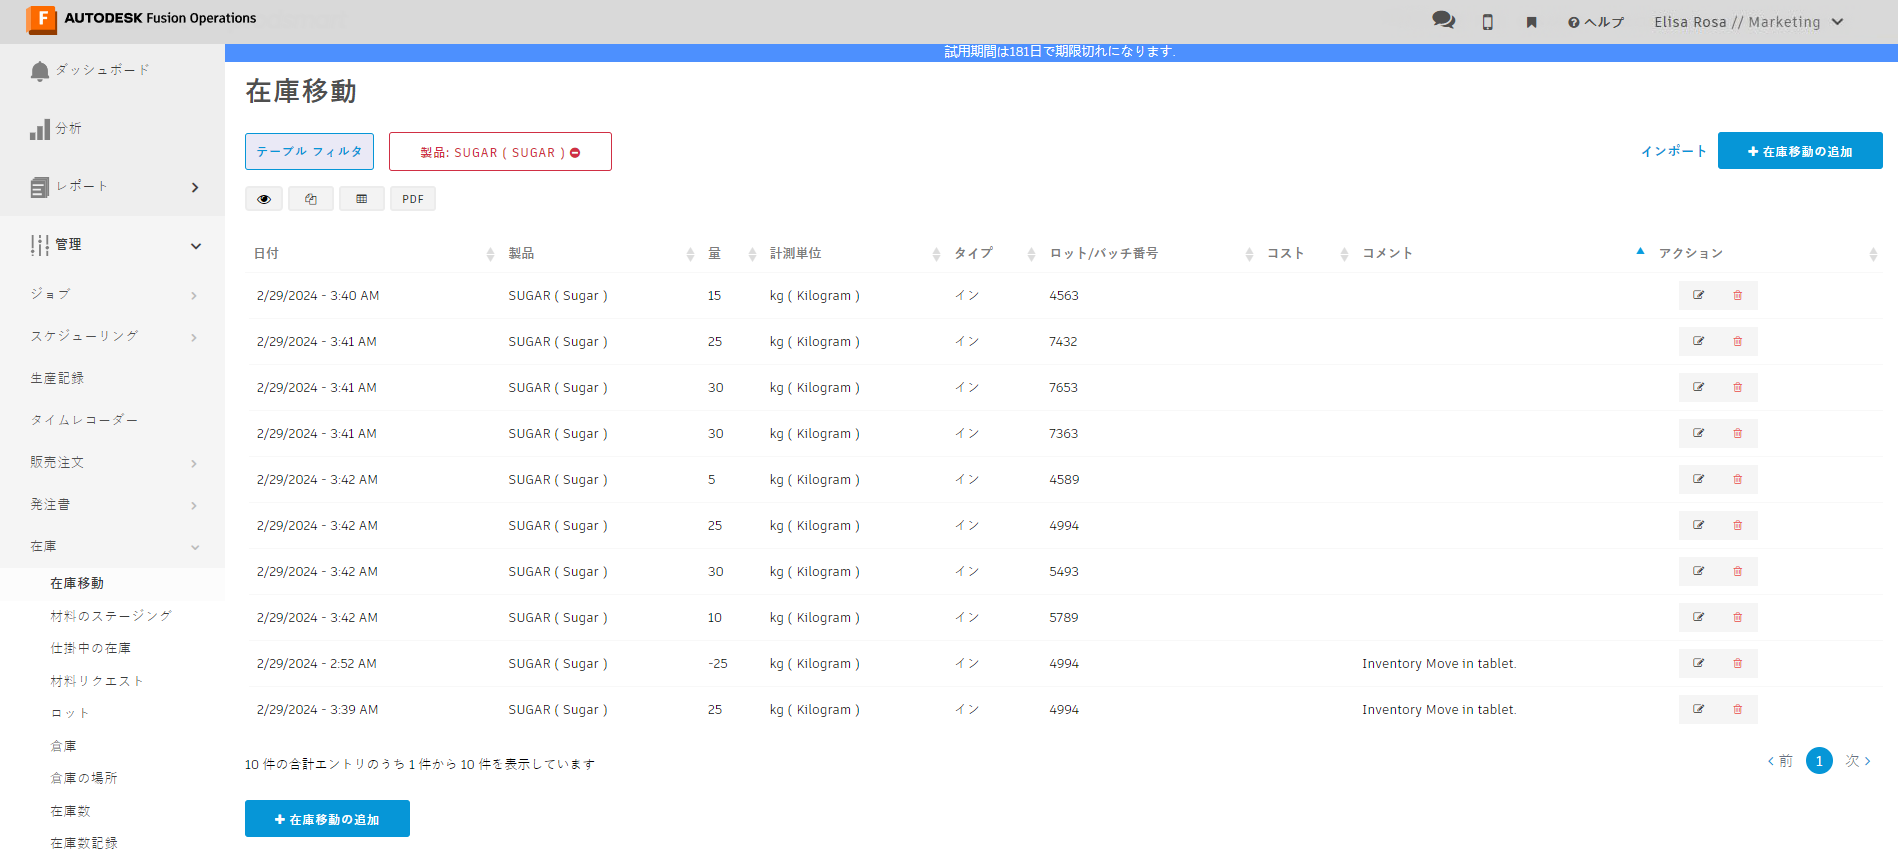 AUTODESK Fusion Operations
ヘルプ
Elisa Rosa // Marketing
試用期間は181日で期限切れになります.
ダッシュボード
分析
レポート
管理
ジョブ
スケジューリング
生産記録
タイムレコーダー
販売注文
発注書
在庫
在庫移動
材料のステージング
仕掛中の在庫
材料リクエスト
ロット
倉庫
倉庫の場所
在庫数
在庫数記録
在庫移動
テーブル フィルタ
製品: SUGAR ( SUGAR )
インポート
在庫移動の追加
PDF
日付 製品 量 計測単位 タイプ ロット/バッチ番号 コスト コメント アクション
2/29/2024 - 3:40 AM SUGAR ( Sugar ) 15 kg ( Kilogram ) イン 4563
2/29/2024 - 3:41 AM SUGAR ( Sugar ) 25 kg ( Kilogram ) イン 7432
2/29/2024 - 3:41 AM SUGAR ( Sugar ) 30 kg ( Kilogram ) イン 7653
2/29/2024 - 3:41 AM SUGAR ( Sugar ) 30 kg ( Kilogram ) イン 7363
2/29/2024 - 3:42 AM SUGAR ( Sugar ) 5 kg ( Kilogram ) イン 4589
2/29/2024 - 3:42 AM SUGAR ( Sugar ) 25 kg ( Kilogram ) イン 4994
2/29/2024 - 3:42 AM SUGAR ( Sugar ) 30 kg ( Kilogram ) イン 5493
2/29/2024 - 3:42 AM SUGAR ( Sugar ) 10 kg ( Kilogram ) イン 5789
2/29/2024 - 2:52 AM SUGAR ( Sugar ) -25 kg ( Kilogram ) イン 4994 Inventory Move in tablet.
2/29/2024 - 3:39 AM SUGAR ( Sugar ) 25 kg ( Kilogram ) イン 4994 Inventory Move in tablet.
10 件の合計エントリのうち 1 件から 10 件を表示しています
前 1 次
在庫移動の追加